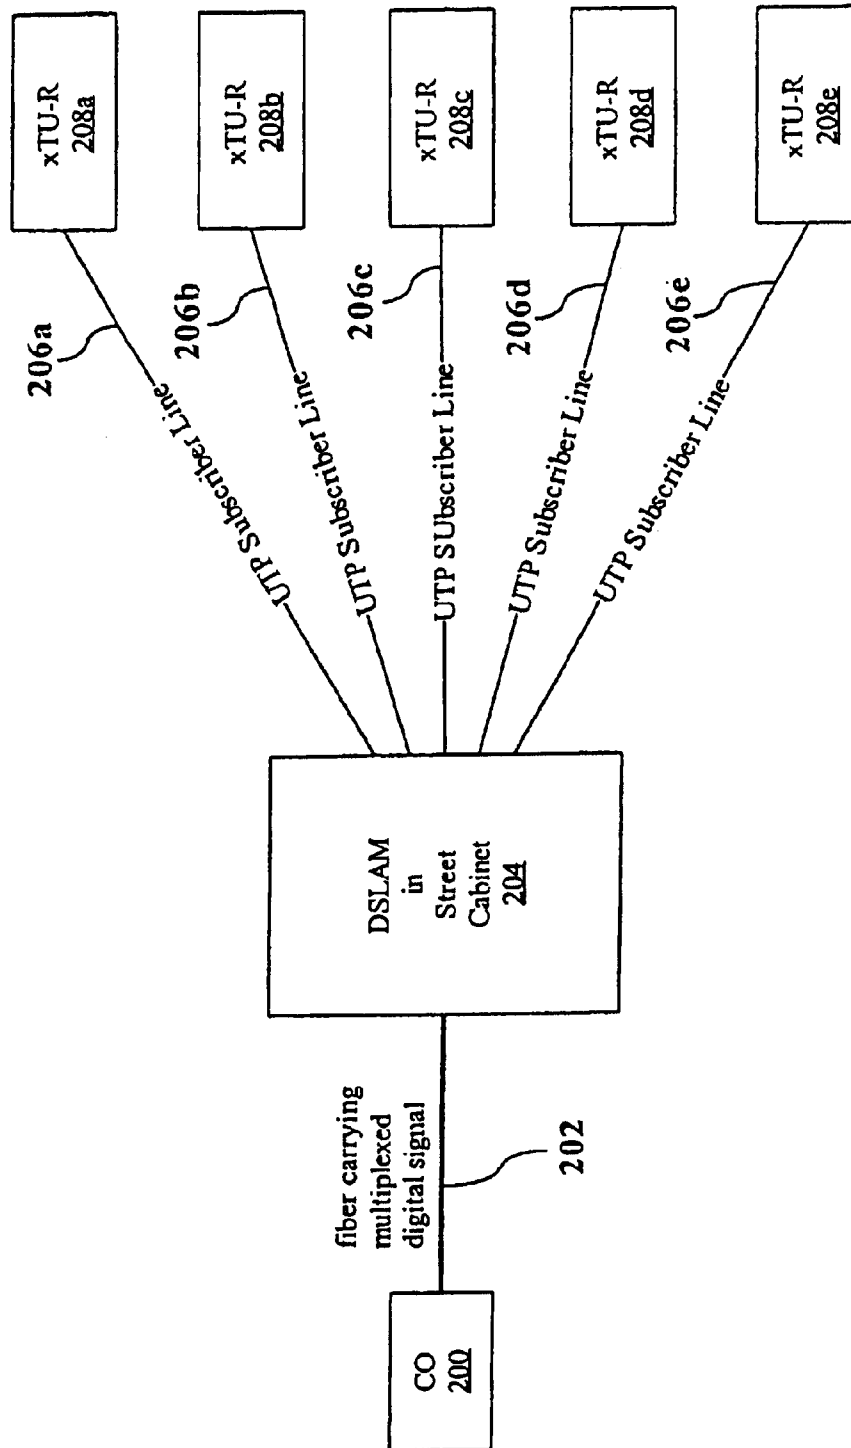 CO
200
fiber carrying
multiplexed
digital signal
202
DSLAM
in
Street
Cabinet
204
UTP Subscriber Line
206a
xTU-R
208a
UTP Subscriber Line
206b
xTU-R
208b
UTP SUbscriber Line
206c
xTU-R
208c
UTP Subscriber Line
206d
xTU-R
208d
UTP Subscriber Line
206e
xTU-R
208e